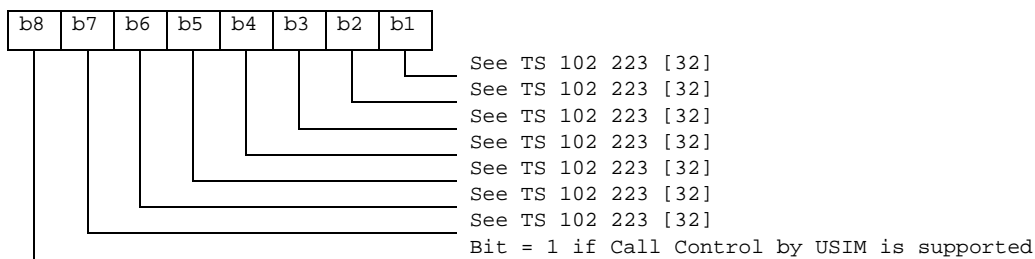 b8 b7 b6 b5 b4 b3 b2 b1
See TS 102 223 [32]
See TS 102 223 [32]
See TS 102 223 [32]
See TS 102 223 [32]
See TS 102 223 [32]
See TS 102 223 [32]
See TS 102 223 [32]
Bit = 1 if Call Control by USIM is supported